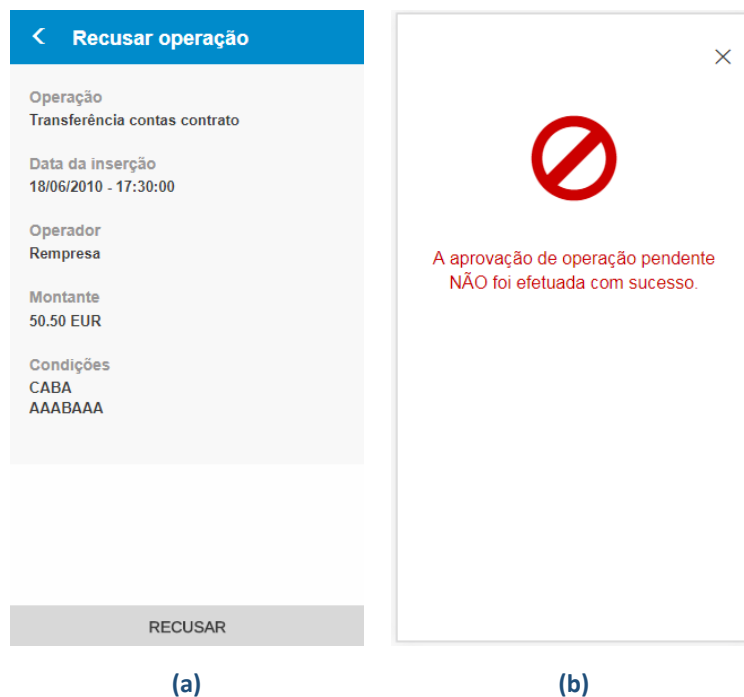 Recusar operação
Operação
Transferência contas contrato
Data da inserção
18/06/2010 - 17:30:00
Operador
Rempresa
Montante
50.50 EUR
Condições
CABA
AAABAAA
RECUSAR
(a)
A aprovação de operação pendente
NÃO foi efetuada com sucesso.
(b)